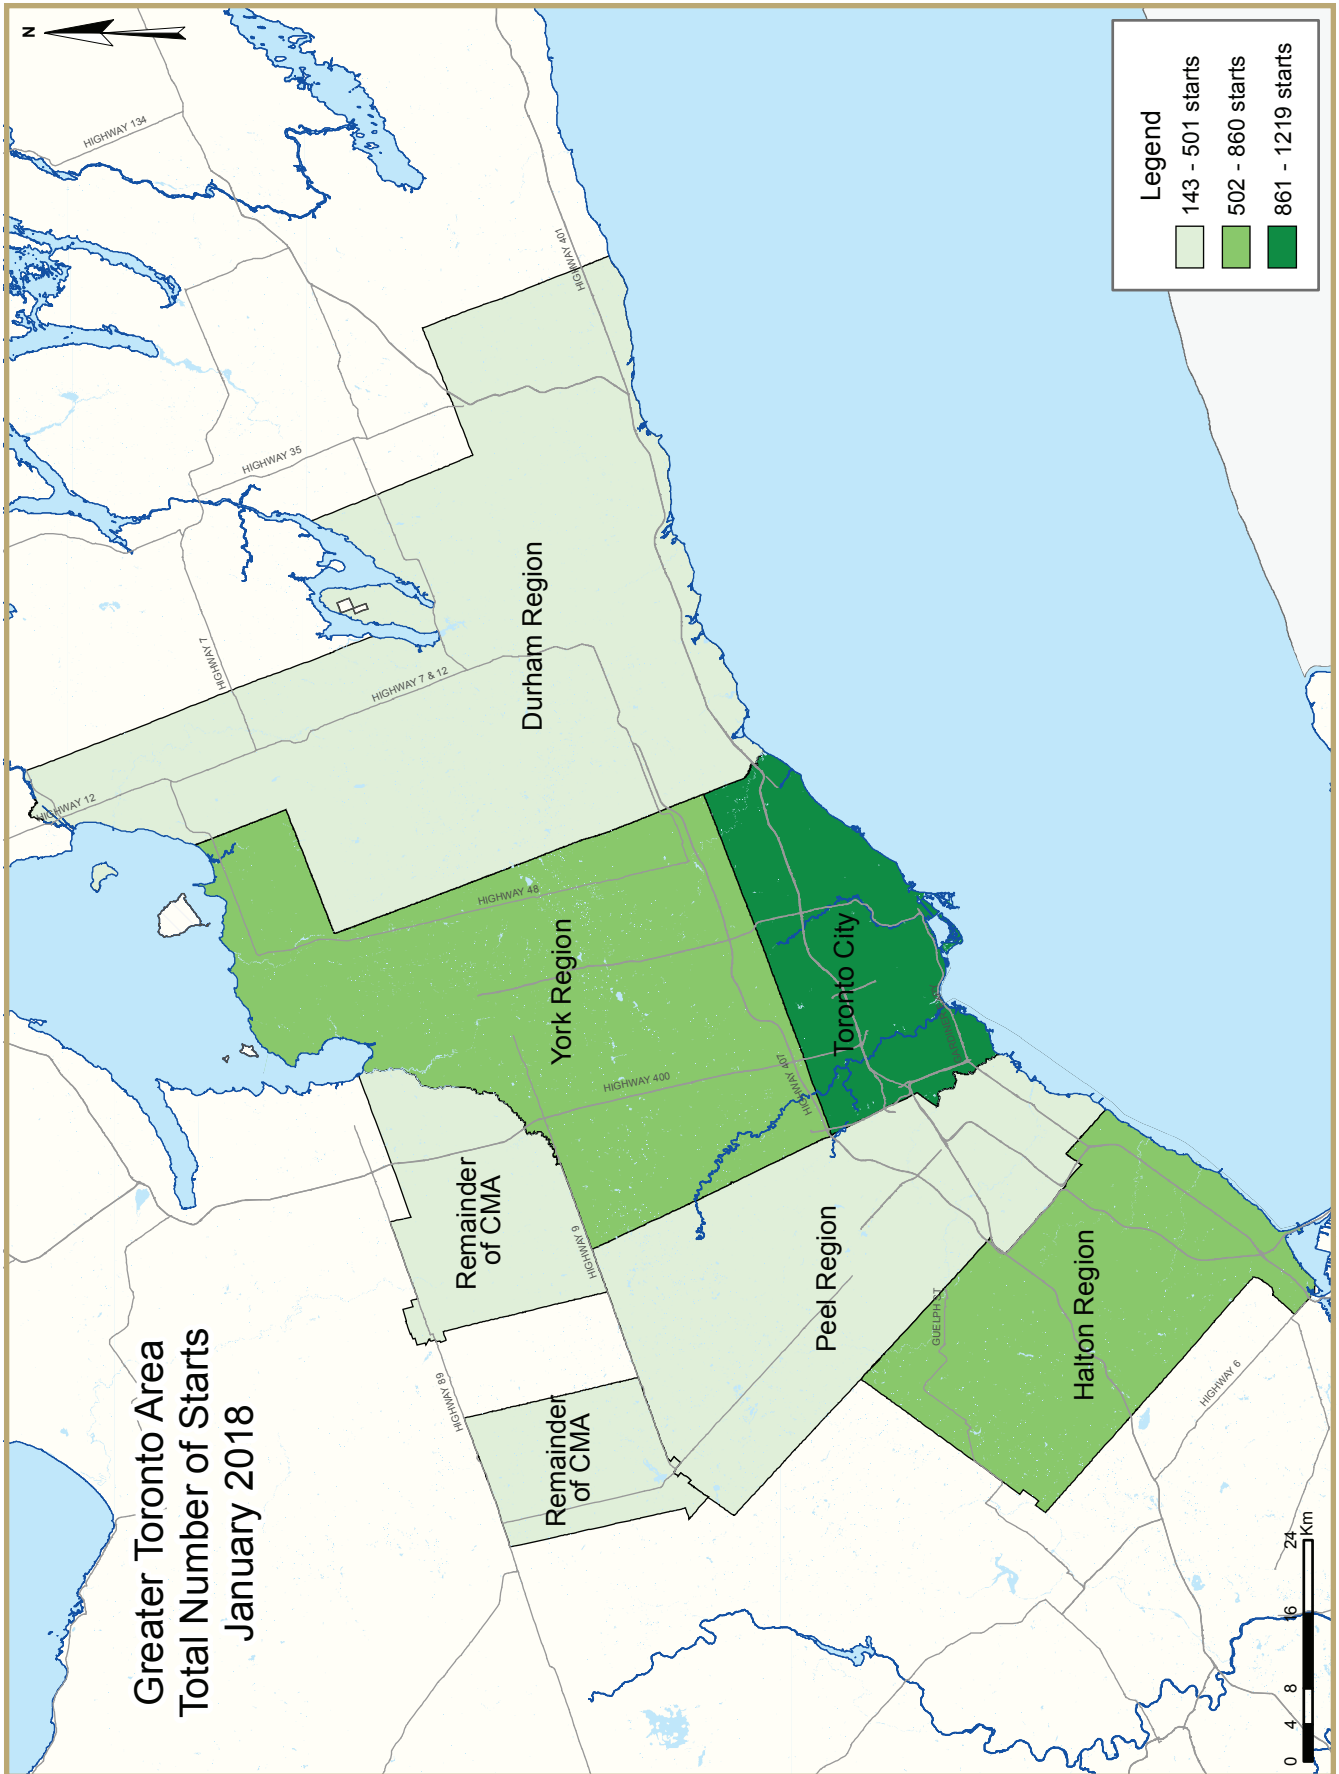 Greater Toronto Area
Total Number of Starts
January 2018
N
HIGHWAY 134
HIGHWAY 401
HIGHWAY 35
HIGHWAY 7
HIGHWAY 7 & 12
HIGHWAY 12
Durham Region
HIGHWAY 48
York Region
HIGHWAY 400
HIGHWAY 407
Toronto City
Remainder
of CMA
HIGHWAY 9
HIGHWAY 89
Remainder
of CMA
Peel Region
GUELPH ST
Halton Region
HIGHWAY 6
Legend
143 - 501 starts
502 - 860 starts
861 - 1219 starts
0 4 8 16 24
Km